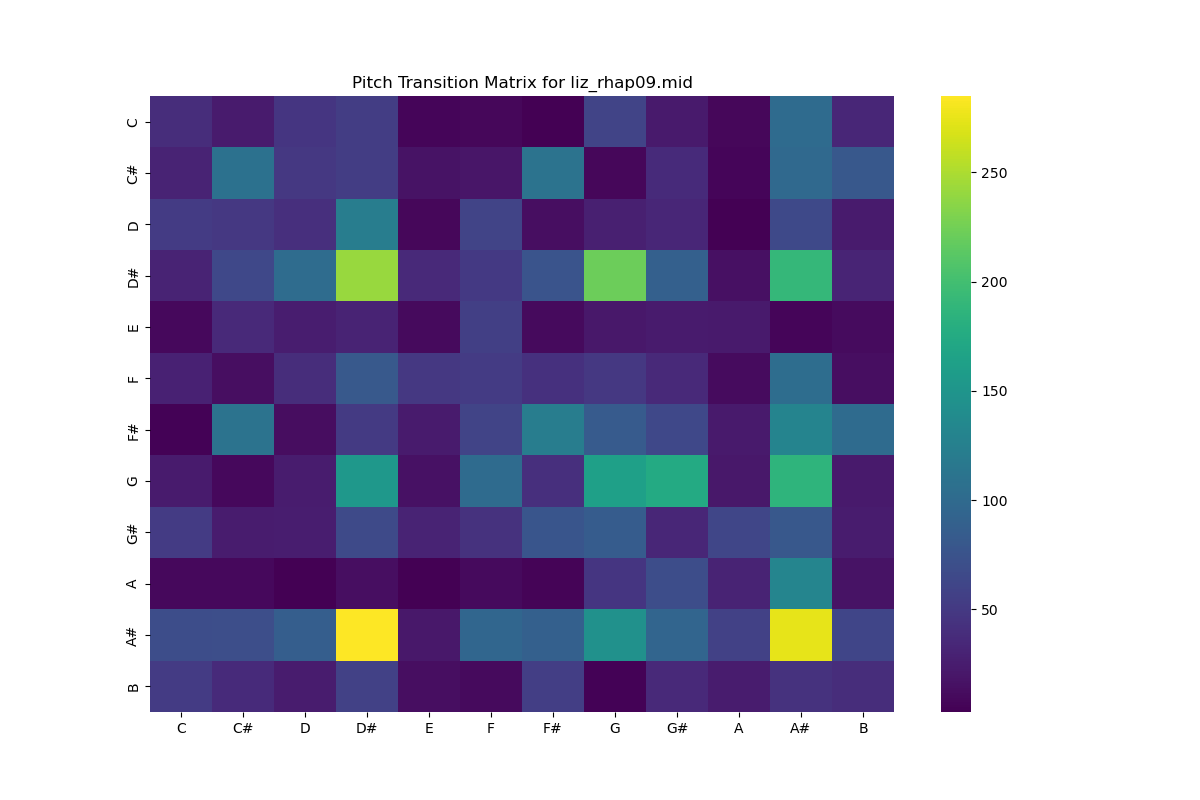 Pitch Transition Matrix for liz_rhap09.mid
C
C#
D
D#
E
F
F#
G
G#
A
A#
B
C C# D D# E F F# G G# A A# B
250
200
150
100
50